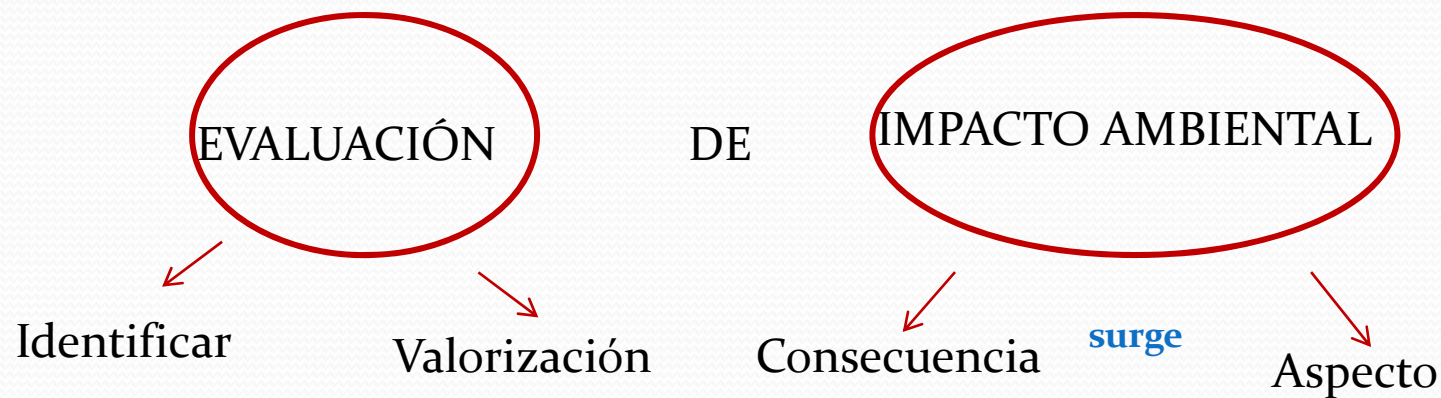 EVALUACIÓN DE IMPACTO AMBIENTAL
Identificar Valorización Consecuencia surge Aspecto